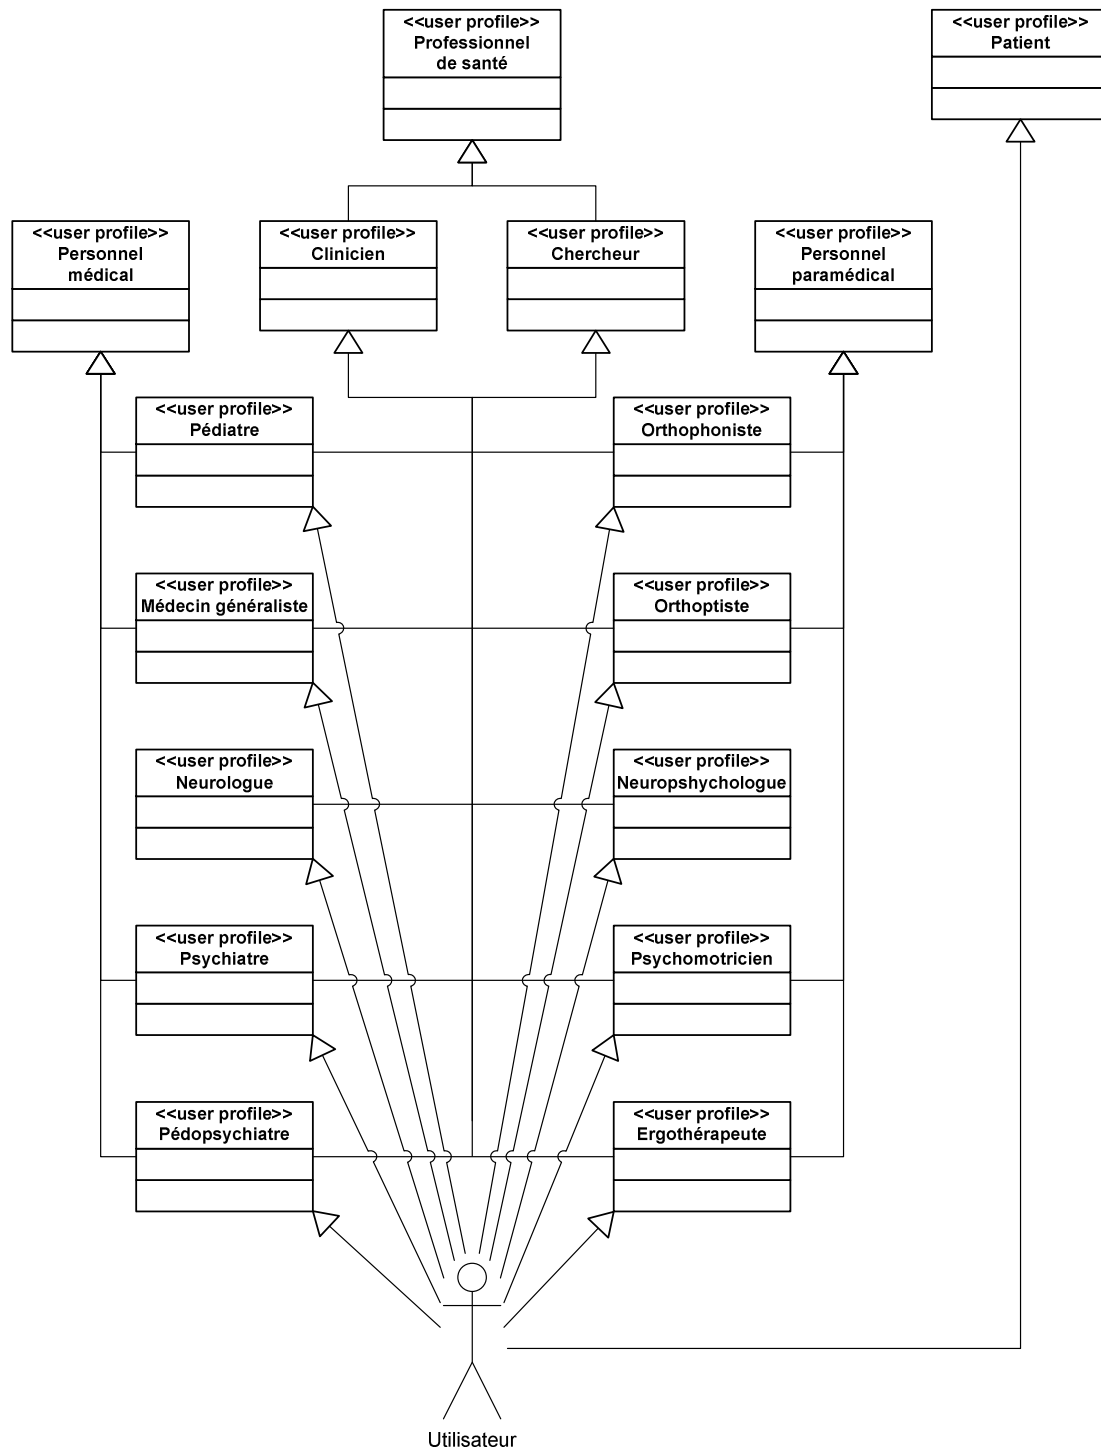 <<user profile>>
Professionnel
de santé
<<user profile>>
Patient
<<user profile>>
Personnel
médical
<<user profile>>
Clinicien
<<user profile>>
Chercheur
<<user profile>>
Personnel
paramédical
<<user profile>>
Pédiatre
<<user profile>>
Orthophoniste
<<user profile>>
Médecin généraliste
<<user profile>>
Orthoptiste
<<user profile>>
Neurologue
<<user profile>>
Neuropshychologue
<<user profile>>
Psychiatre
<<user profile>>
Psychomotricien
<<user profile>>
Pédopsychiatre
<<user profile>>
Ergothérapeute
Utilisateur